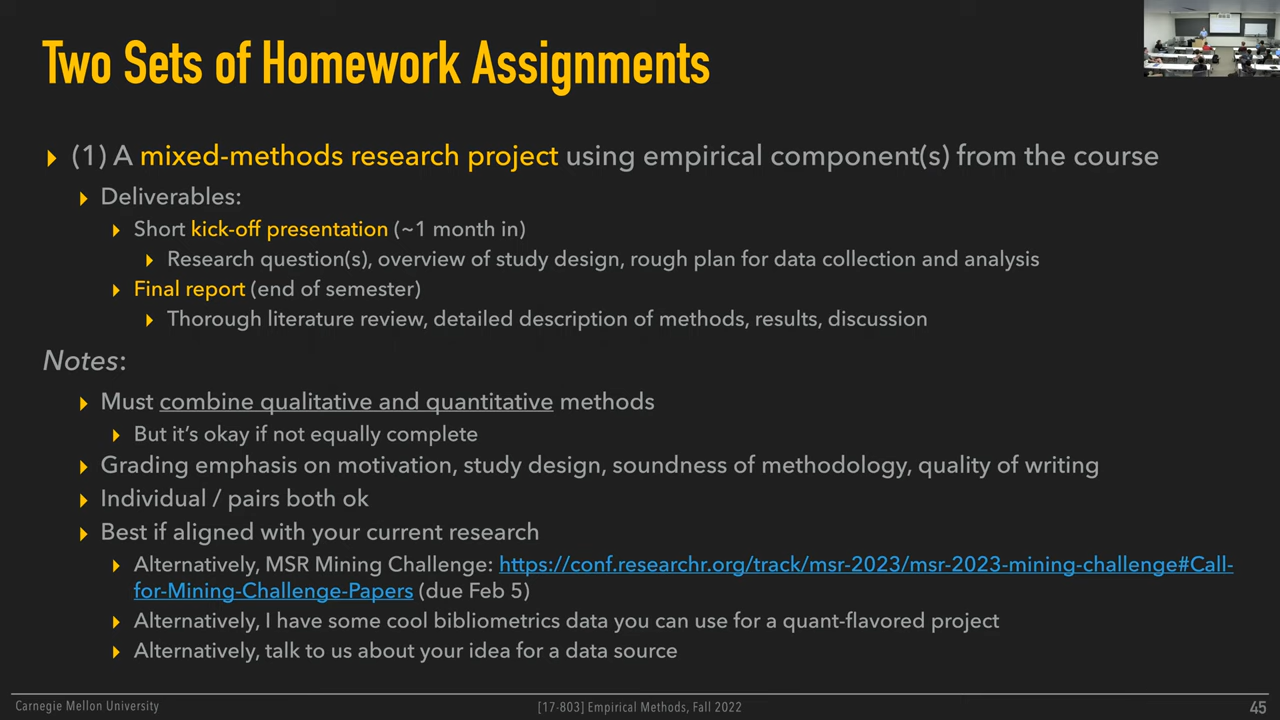 Two Sets of Homework Assignments
(1) A mixed-methods research project using empirical component(s) from the course
Deliverables:
Short kick-off presentation (~1 month in)
Research question(s), overview of study design, rough plan for data collection and analysis
Final report (end of semester)
Thorough literature review, detailed description of methods, results, discussion
Notes:
Must combine qualitative and quantitative methods
But it's okay if not equally complete
Grading emphasis on motivation, study design, soundness of methodology, quality of writing
Individual / pairs both ok
Best if aligned with your current research
Alternatively, MSR Mining Challenge: https://conf.researchr.org/track/msr-2023/msr-2023-mining-challenge#Call-
for-Mining-Challenge-Papers (due Feb 5)
Alternatively, I have some cool bibliometrics data you can use for a quant-flavored project
Alternatively, talk to us about your idea for a data source
Carnegie Mellon University
[17-803] Empirical Methods, Fall 2022
45